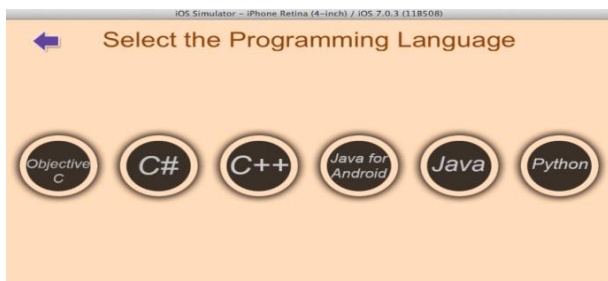 iOS Simulator - iPhone Retina (4-inch) / iOS 7.0.3 (11B508)
Select the Programming Language
Objective
C
C#
C++
Java for
Android
Java
Python